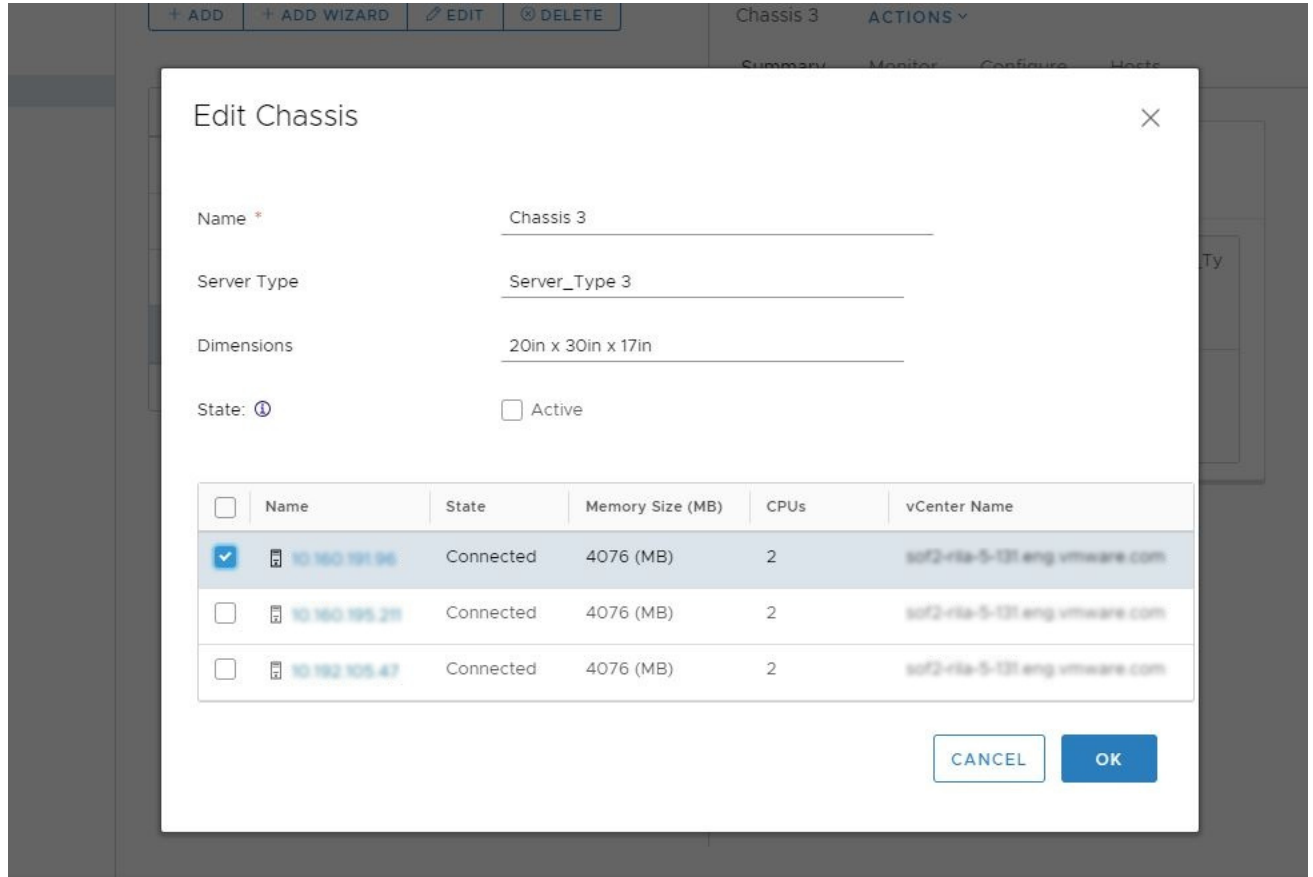 + ADD + ADD WIZARD EDIT DELETE
Chassis 3 ACTIONS
Summary Monitor Configure Hosts
Edit Chassis
Name * Chassis 3
Server Type Server_Type 3
_Ty
Dimensions 20in x 30in x 17in
State: Active
Name State Memory Size (MB) CPUs vCenter Name
Connected 4076 (MB) 2
Connected 4076 (MB) 2
Connected 4076 (MB) 2
CANCEL OK